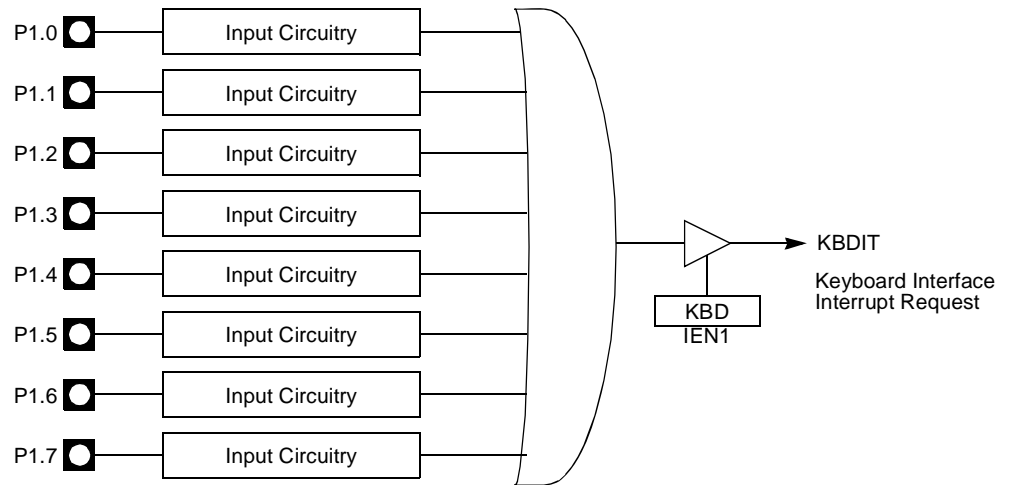 P1.0 Input Circuitry
P1.1 Input Circuitry
P1.2 Input Circuitry
P1.3 Input Circuitry
P1.4 Input Circuitry
P1.5 Input Circuitry
P1.6 Input Circuitry
P1.7 Input Circuitry
KBDIT
Keyboard Interface
Interrupt Request
KBD
IEN1